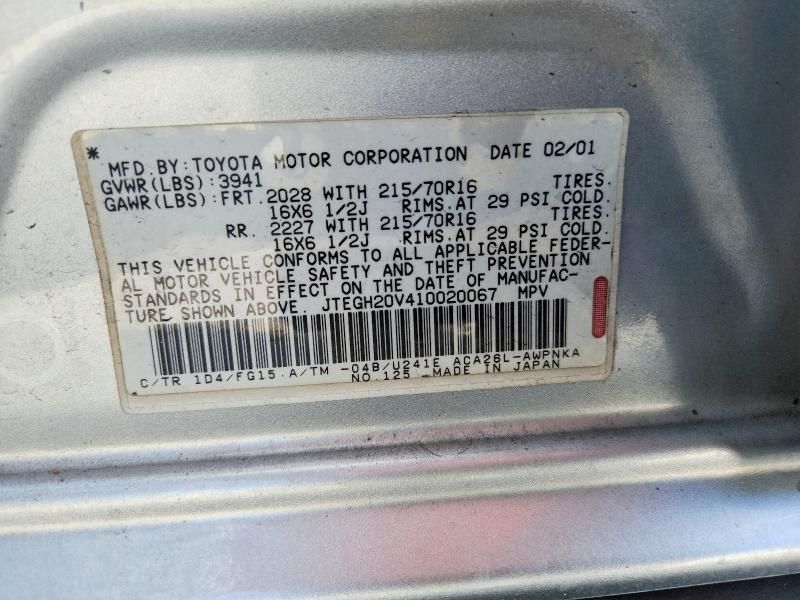 * MFD.BY:TOYOTA MOTOR CORPORATION DATE 02/01
GVWR(LBS):3941
GAWR(LBS):FRT. 2028 WITH 215/70R16 TIRES.
16X6 1/2J RIMS.AT 29 PSI COLD.
RR. 2227 WITH 215/70R16 TIRES.
16X6 1/2J RIMS.AT 29 PSI COLD.
THIS VEHICLE CONFORMS TO ALL APPLICABLE FEDER-
AL MOTOR VEHICLE SAFETY AND THEFT PREVENTION
STANDARDS IN EFFECT ON THE DATE OF MANUFAC-
TURE SHOWN ABOVE. JTEGH20V410020067 MPV
C/TR 1D4/FG15.A/TM -04B/U241E ACA26L-AWPNKA
NO.125 -MADE IN JAPAN